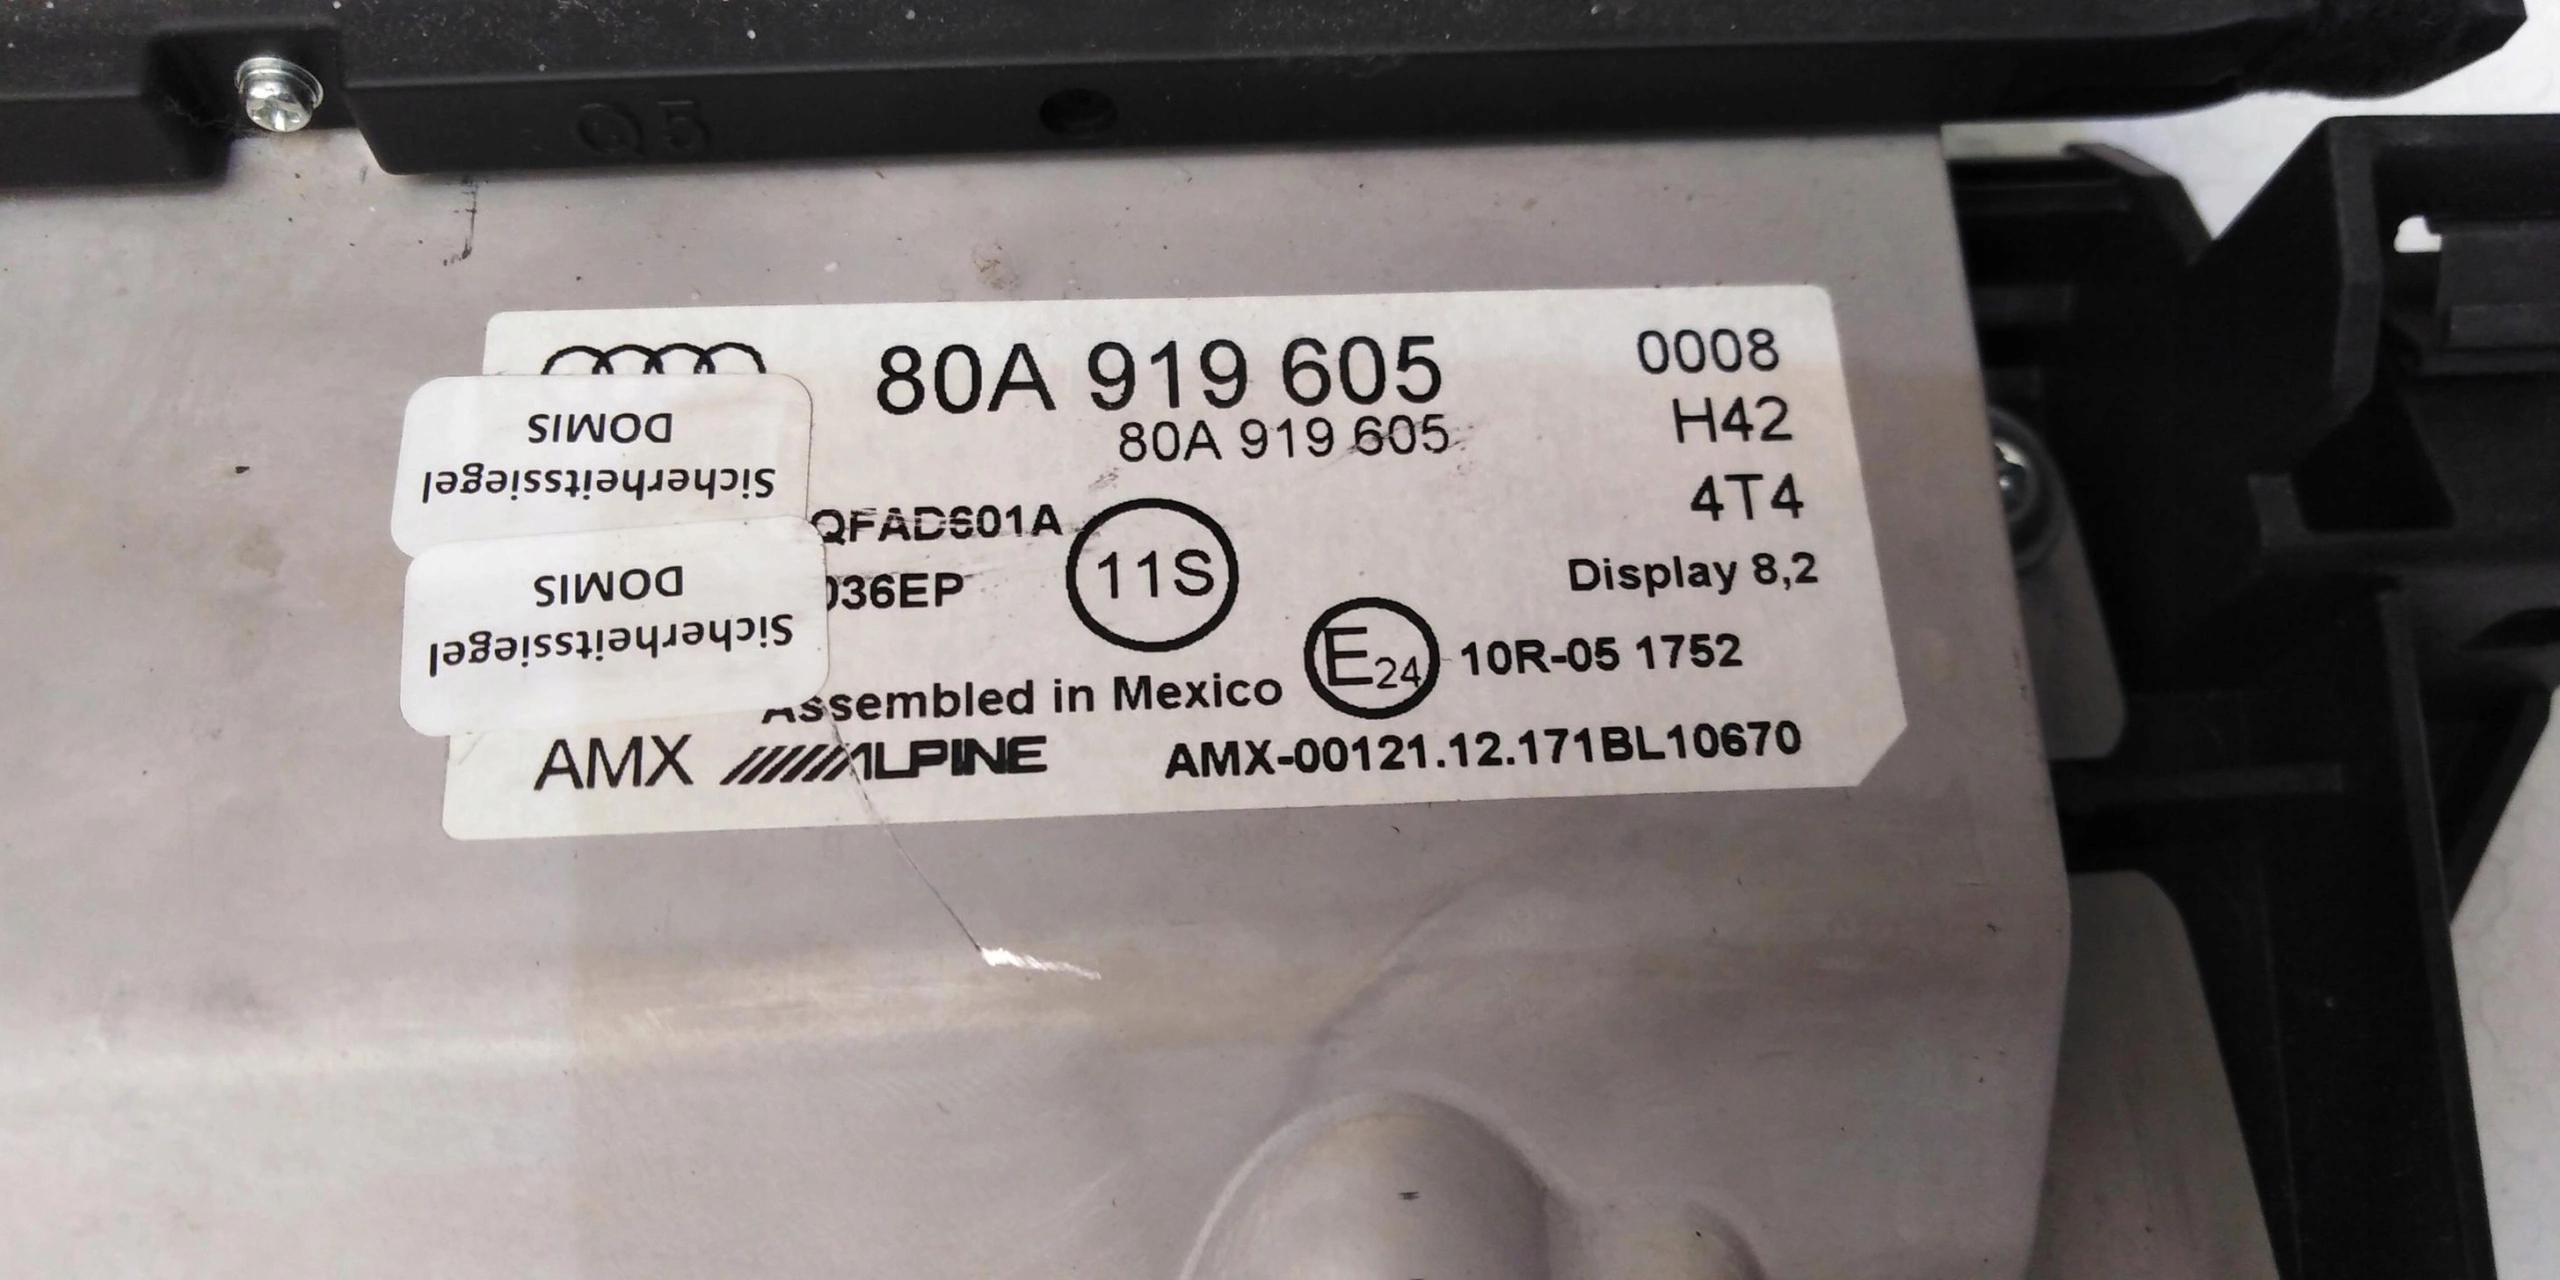 Q5
80A 919 605
80A 919 605
0008
H42
4T4
Display 8,2
DOMIS
Sicherheitssiegel
DOMIS
Sicherheitssiegel
QFAD601A
036EP
11S
E24 10R-05 1752
Assembled in Mexico
AMX ALPINE AMX-00121.12.171BL10670